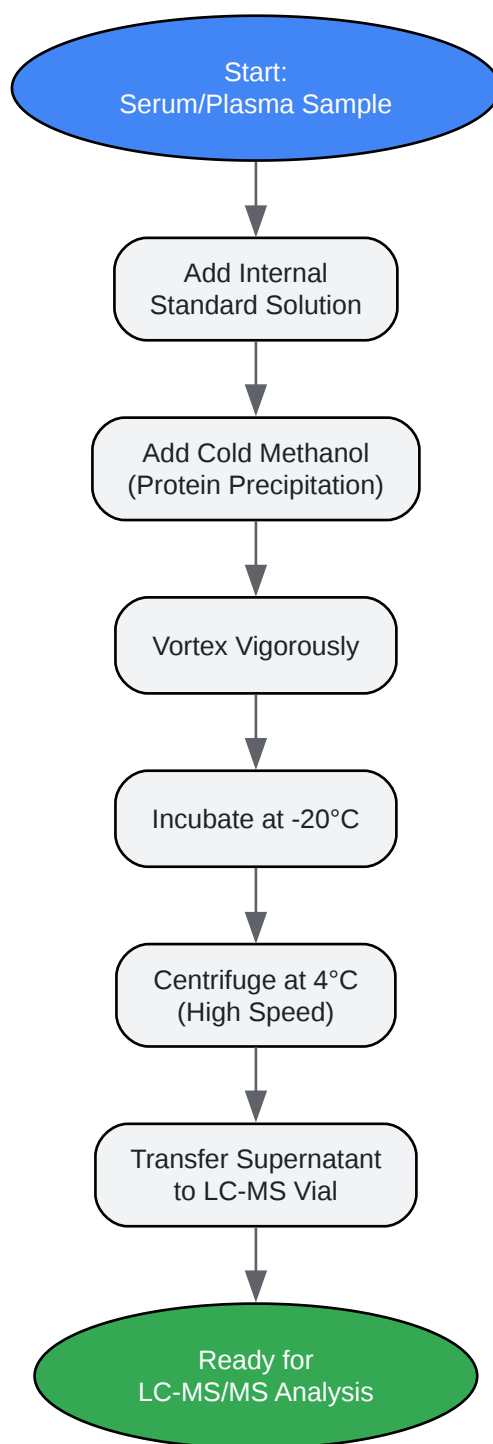 Start:
Serum/Plasma Sample
Add Internal
Standard Solution
Add Cold Methanol
(Protein Precipitation)
Vortex Vigorously
Incubate at -20°C
Centrifuge at 4°C
(High Speed)
Transfer Supernatant
to LC-MS Vial
Ready for
LC-MS/MS Analysis